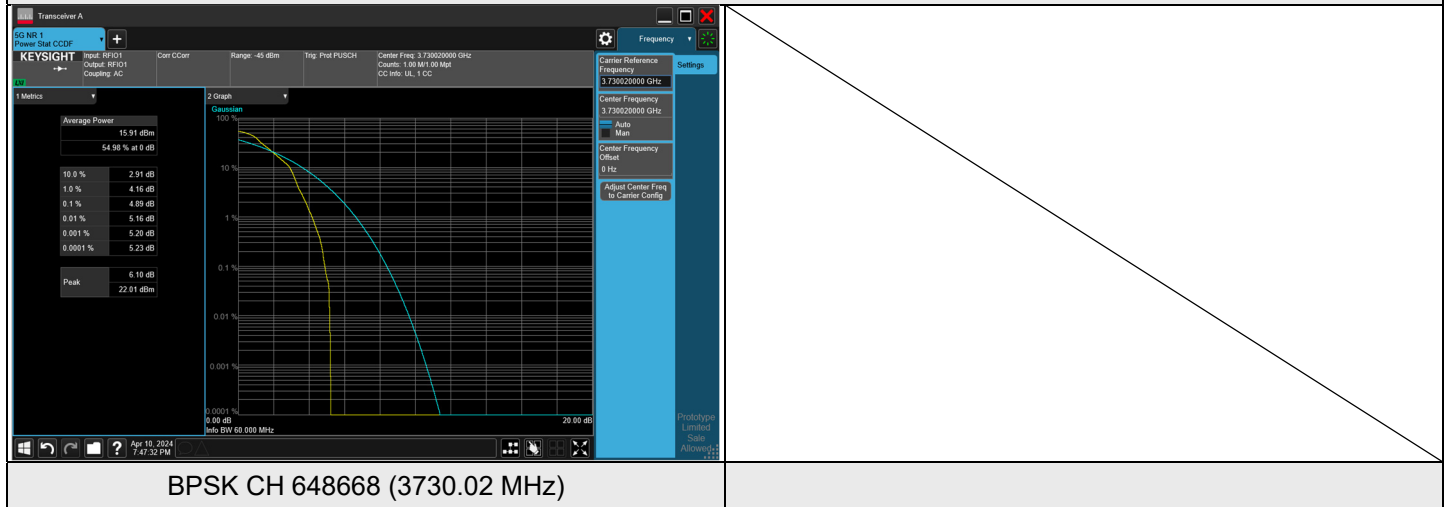 Transceiver A
5G NR 1
Power Stat CCDF
+
Frequency
KEYSIGHT
Input: RFIO1
Output: RFIO1
Coupling: AC
Corr CCorr
Range: -45 dBm
Trig: Prot PUSCH
Center Freq: 3.730020000 GHz
Counts: 1.00 M/1.00 Mpt
CC Info: UL, 1 CC
LVI
Carrier Reference
Frequency
3.730020000 GHz
Settings
Center Frequency
3.730020000 GHz
Auto
Man
Center Frequency
Offset
0 Hz
Adjust Center Freq
to Carrier Config
1 Metrics
Average Power
15.91 dBm
54.98 % at 0 dB
10.0 % 2.91 dB
1.0 % 4.16 dB
0.1 % 4.89 dB
0.01 % 5.16 dB
0.001 % 5.20 dB
0.0001 % 5.23 dB
Peak
6.10 dB
22.01 dBm
2 Graph
Gaussian
100 %
10 %
1 %
0.1 %
0.01 %
0.001 %
0.0001 %
0.00 dB
20.00 dB
Info BW 60.000 MHz
Prototype
Limited
Sale
Allowed
?
Apr 10, 2024
7:47:32 PM
BPSK CH 648668 (3730.02 MHz)